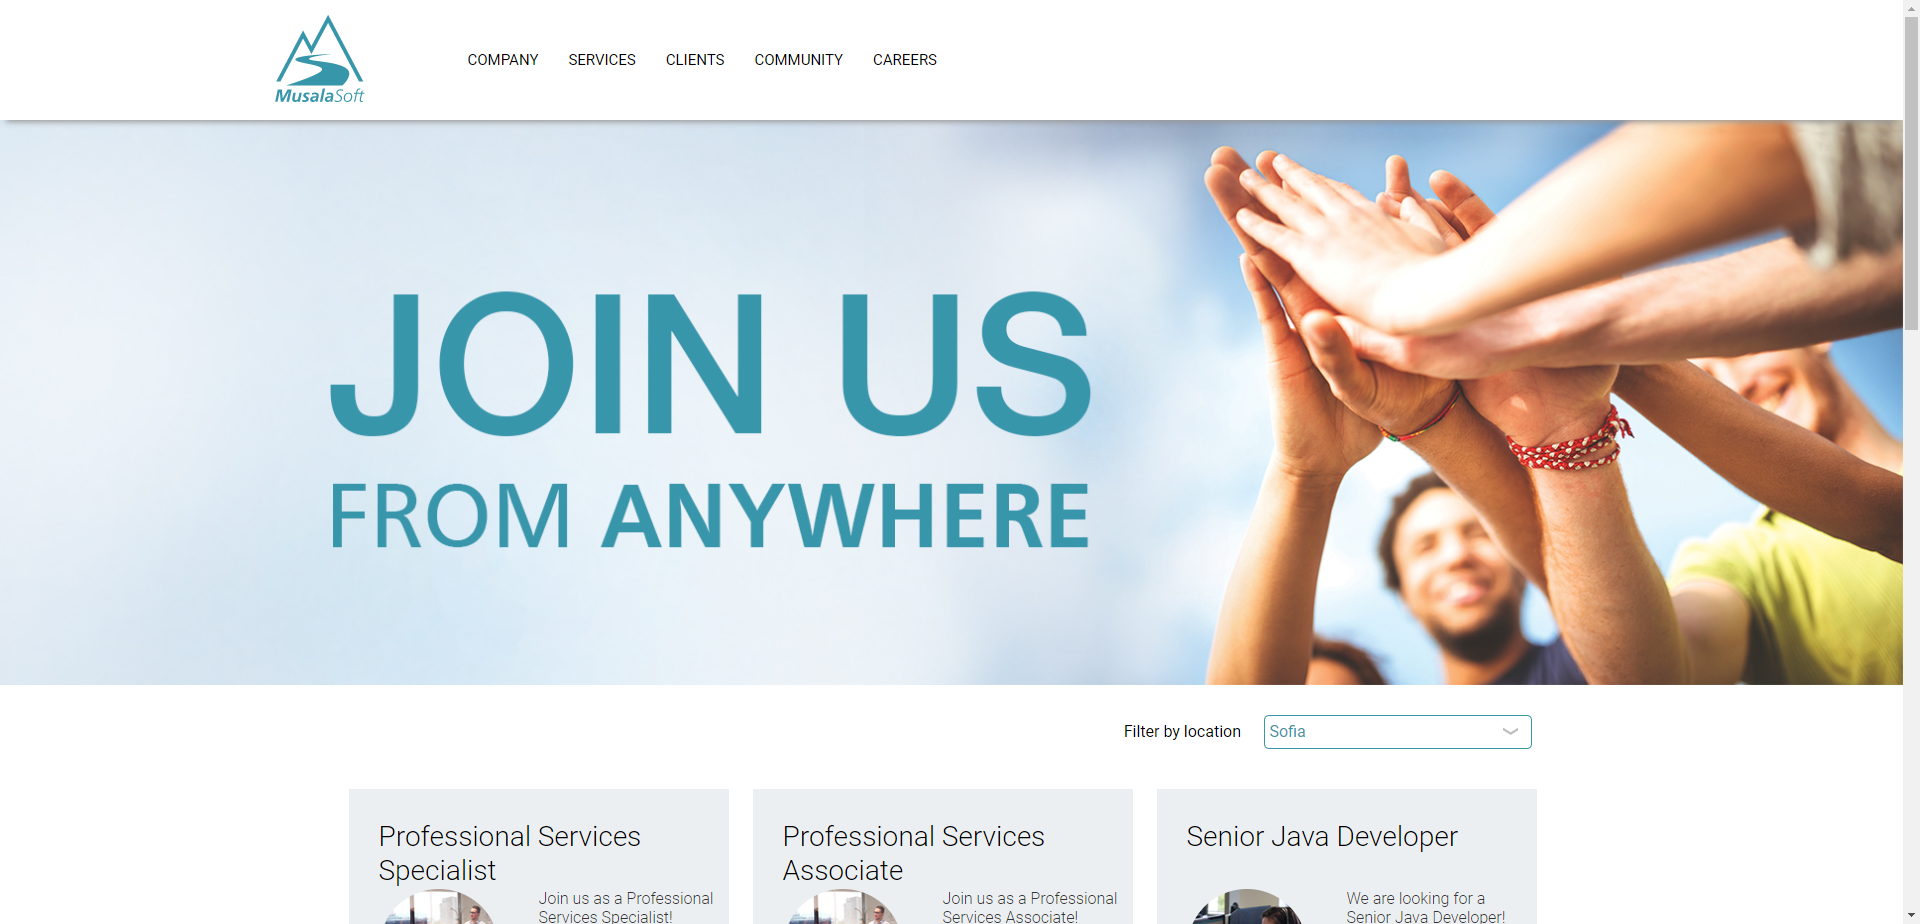 MusalaSoft
COMPANY SERVICES CLIENTS COMMUNITY CAREERS
JOIN US
FROM ANYWHERE
Filter by location Sofia
Professional Services
Specialist
Join us as a Professional
Services Specialist!
Professional Services
Associate
Join us as a Professional
Services Associate!
Senior Java Developer
We are looking for a
Senior Java Developer!